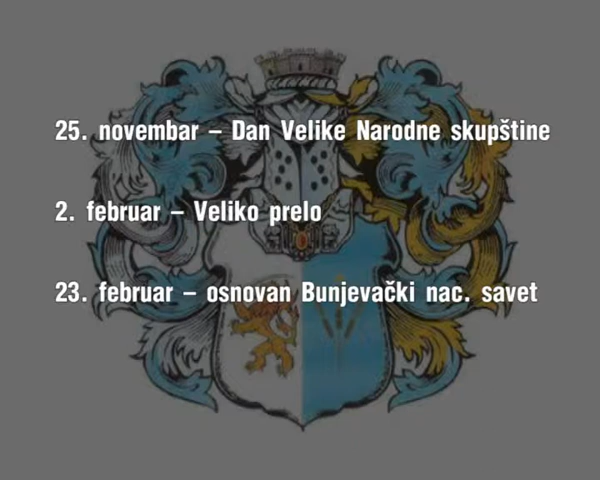 25. novembar – Dan Velike Narodne skupštine
2. februar – Veliko prelo
23. februar – osnovan Bunjevački nac. savet